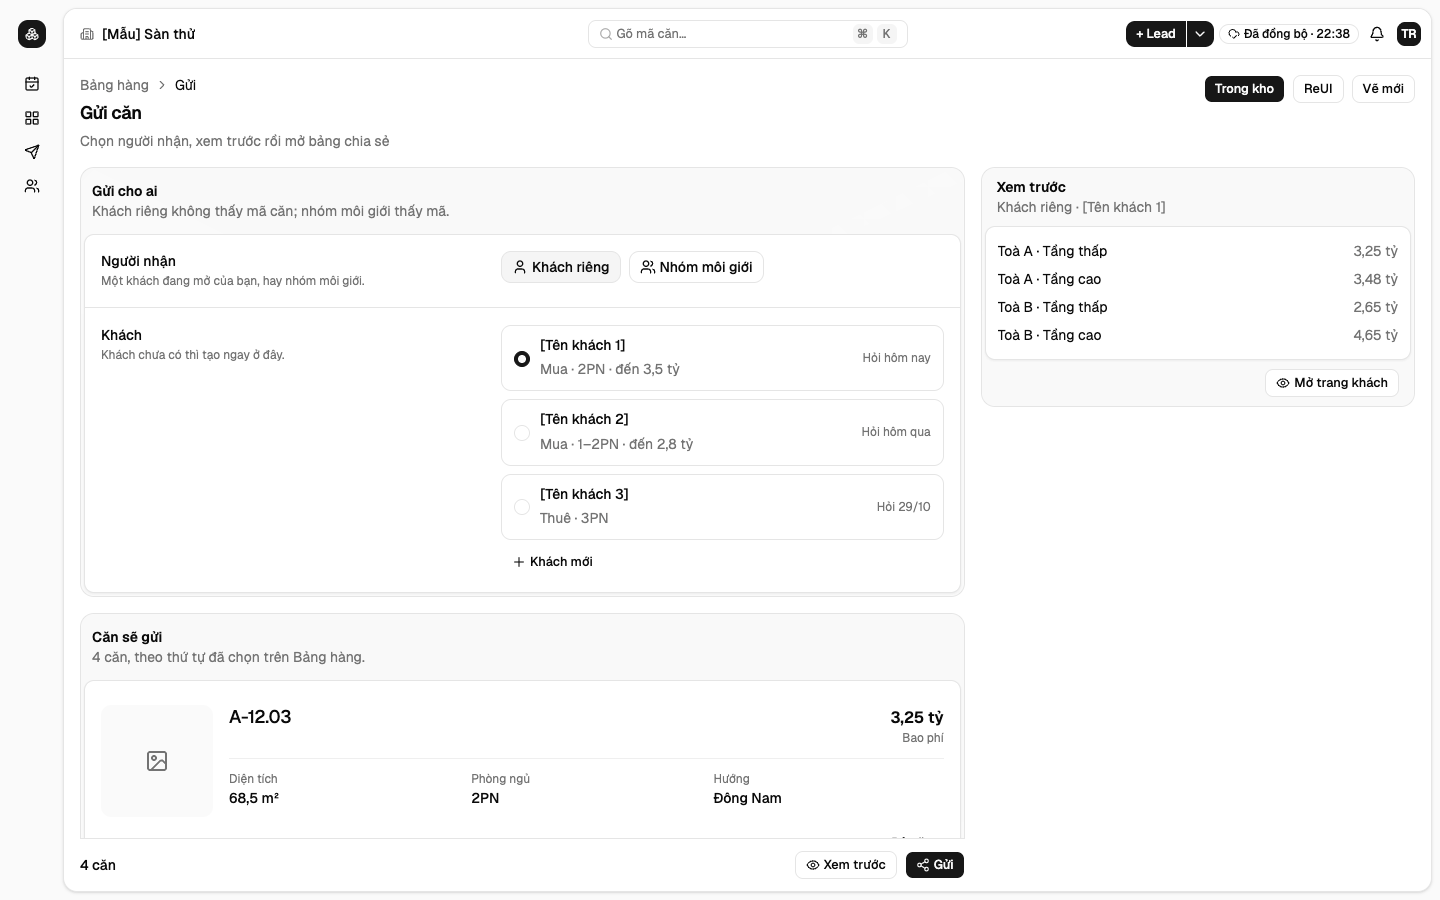 [Mẫu] Sàn thử
Gõ mã căn...
⌘ K
+ Lead
Đã đồng bộ · 22:38
TR
Bảng hàng > Gửi
Gửi căn
Chọn người nhận, xem trước rồi mở bảng chia sẻ
Trong kho
ReUI
Vẽ mới
Gửi cho ai
Khách riêng không thấy mã căn; nhóm môi giới thấy mã.
Người nhận
Một khách đang mở của bạn, hay nhóm môi giới.
Khách riêng
Nhóm môi giới
Khách
Khách chưa có thì tạo ngay ở đây.
[Tên khách 1]
Mua · 2PN · đến 3,5 tỷ
Hỏi hôm nay
[Tên khách 2]
Mua · 1–2PN · đến 2,8 tỷ
Hỏi hôm qua
[Tên khách 3]
Thuê · 3PN
Hỏi 29/10
+ Khách mới
Căn sẽ gửi
4 căn, theo thứ tự đã chọn trên Bảng hàng.
A-12.03
3,25 tỷ
Bao phí
Diện tích
68,5 m²
Phòng ngủ
2PN
Hướng
Đông Nam
4 căn
Xem trước
Gửi
Xem trước
Khách riêng · [Tên khách 1]
Toà A · Tầng thấp 3,25 tỷ
Toà A · Tầng cao 3,48 tỷ
Toà B · Tầng thấp 2,65 tỷ
Toà B · Tầng cao 4,65 tỷ
Mở trang khách